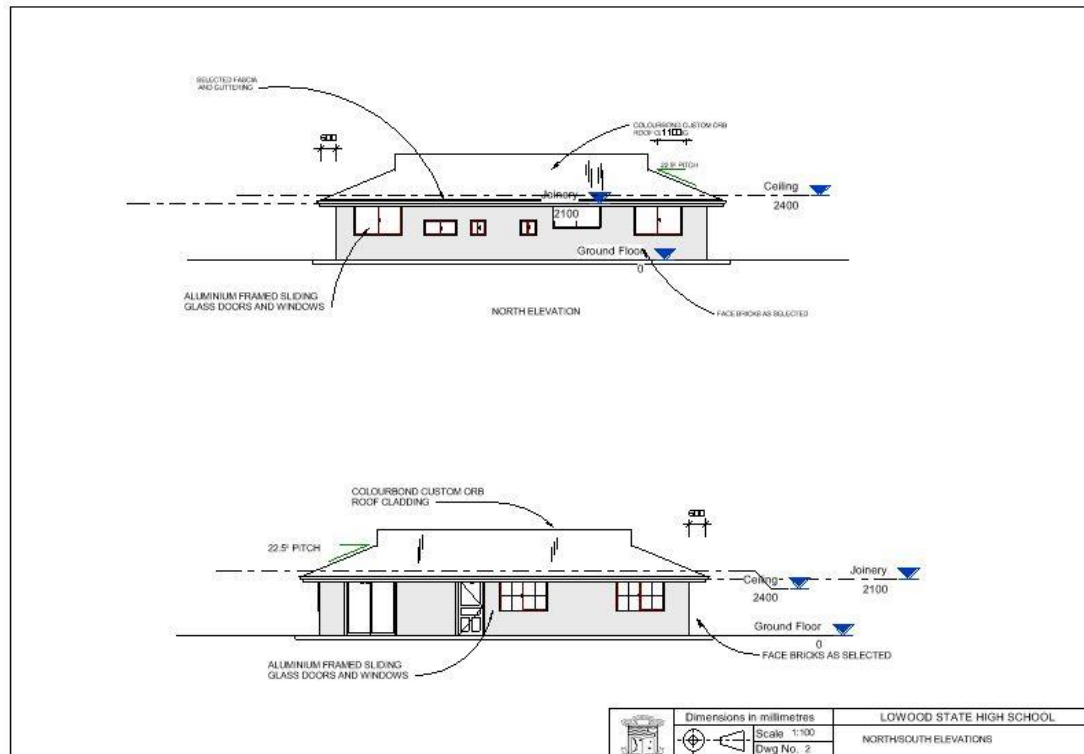 SELECTED FASCIA
AND GUTTERING
600
COLOURBOND CUSTOM ORB
ROOF
1100
22.5° PITCH
Ceiling
2400
Joinery
2100
Ground Floor
0
ALUMINIUM FRAMED SLIDING
GLASS DOORS AND WINDOWS
NORTH ELEVATION
FACE BRICKS AS SELECTED
COLOURBOND CUSTOM ORB
ROOF CLADDING
600
22.5° PITCH
Joinery
2100
Ceiling
2400
Ground Floor
0
FACE BRICKS AS SELECTED
ALUMINIUM FRAMED SLIDING
GLASS DOORS AND WINDOWS
Dimensions in millimetres
LOWOOD STATE HIGH SCHOOL
Scale 1:100
NORTH/SOUTH ELEVATIONS
Dwg No. 2